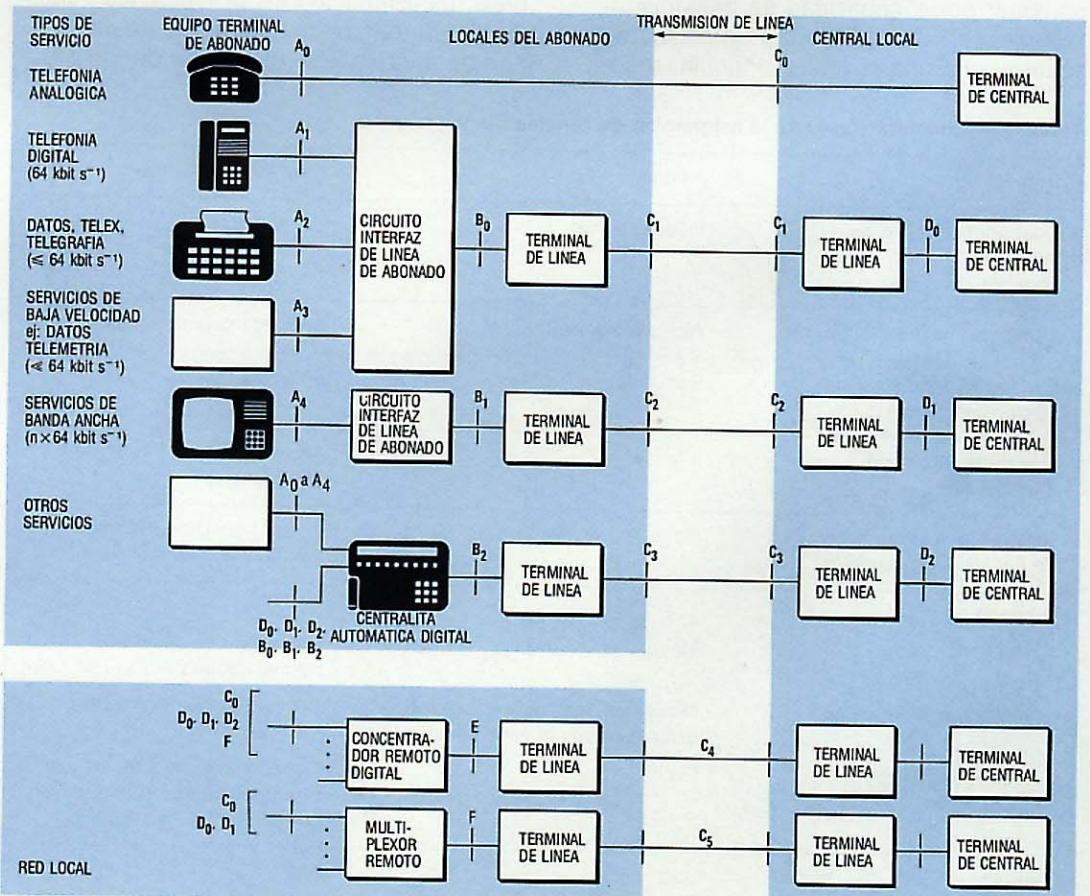 TIPOS DE
SERVICIO
EQUIPO TERMINAL
DE ABONADO
LOCALES DEL ABONADO
TRANSMISION DE LINEA
CENTRAL LOCAL
TELEFONIA
ANALOGICA
A₀
C₀
TERMINAL
DE CENTRAL
TELEFONIA
DIGITAL
(64 kbit s⁻¹)
A₁
DATOS, TELEX,
TELEGRAFIA
(≤ 64 kbit s⁻¹)
A₂
CIRCUITO
INTERFAZ
DE LINEA
DE ABONADO
B₀
TERMINAL
DE LINEA
C₁
C₁
TERMINAL
DE LINEA
D₀
TERMINAL
DE CENTRAL
SERVICIOS DE
BAJA VELOCIDAD
ej: DATOS
TELEMETRIA
(≪ 64 kbit s⁻¹)
A₃
SERVICIOS DE
BANDA ANCHA
(n×64 kbit s⁻¹)
A₄
CIRCUITO
INTERFAZ
DE LINEA
DE ABONADO
B₁
TERMINAL
DE LINEA
C₂
C₂
TERMINAL
DE LINEA
D₁
TERMINAL
DE CENTRAL
OTROS
SERVICIOS
A₀ a A₄
D₀. D₁. D₂,
B₀. B₁. B₂
CENTRALITA
AUTOMATICA DIGITAL
B₂
TERMINAL
DE LINEA
C₃
C₃
TERMINAL
DE LINEA
D₂
TERMINAL
DE CENTRAL
C₀
D₀. D₁. D₂
F
CONCENTRA-
DOR REMOTO
DIGITAL
E
TERMINAL
DE LINEA
C₄
TERMINAL
DE LINEA
TERMINAL
DE CENTRAL
C₀
D₀. D₁
MULTI-
PLEXOR
REMOTO
F
TERMINAL
DE LINEA
C₅
TERMINAL
DE LINEA
TERMINAL
DE CENTRAL
RED LOCAL